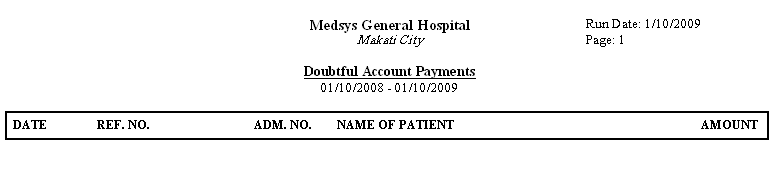 Medsys General Hospital
Run Date: 1/10/2009
Makati City
Page: 1
Doubtful Account Payments
01/10/2008 - 01/10/2009
DATE REF. NO. ADM. NO. NAME OF PATIENT AMOUNT